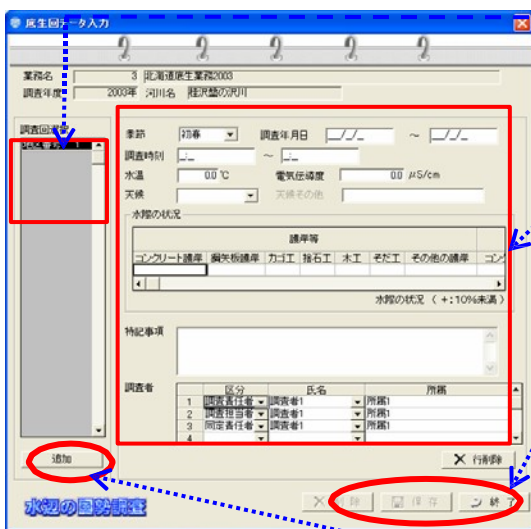 底生回データ入力
業務名 3 北海道底生業務2003
調査年度 2003年 河川名 桂沢盤の沢川
調査回
季節 初春 調査年月日 _/_/_ ～ _/_/_
調査時刻 _:_ ～ _:_
水温 0.0 ℃ 電気伝導度 0.0 μS/cm
天候 天候その他
水際の状況
護岸等
コンクリート護岸 鋼矢板護岸 カゴ工 捨石工 木工 そだ工 その他の護岸 コンク
水際の状況 （+:10%未満）
特記事項
調査者 区分 氏名 所属
1 調査責任者 調査者1 所属1
2 調査担当者 調査者1 所属1
3 同定責任者 調査者1 所属1
4
追加 行削除
水辺の国勢調査 削除 保存 終了